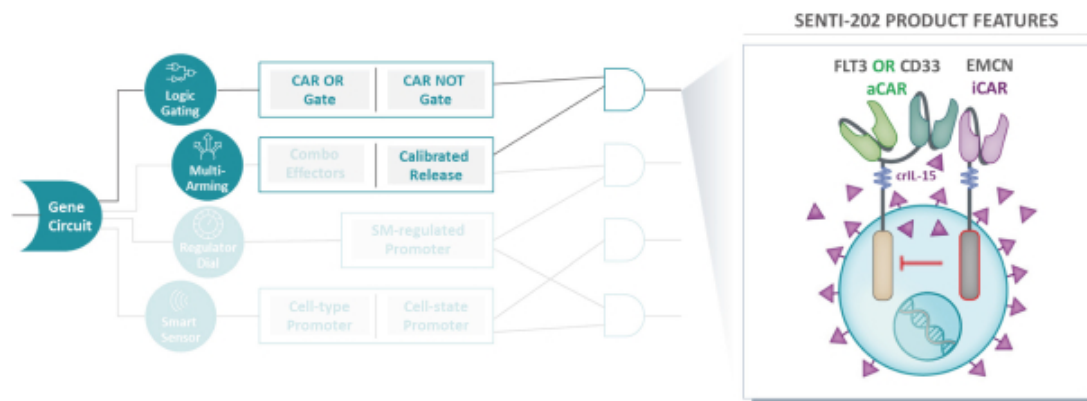 SENTI-202 PRODUCT FEATURES
Logic
Gating
CAR OR
Gate
CAR NOT
Gate
Multi-
Arming
Combo
Effectors
Calibrated
Release
Gene
Circuit
Regulator
Dial
SM-regulated
Promoter
Smart
Sensor
Cell-type
Promoter
Cell-state
Promoter
FLT3 OR CD33
aCAR
EMCN
iCAR
crIL-15